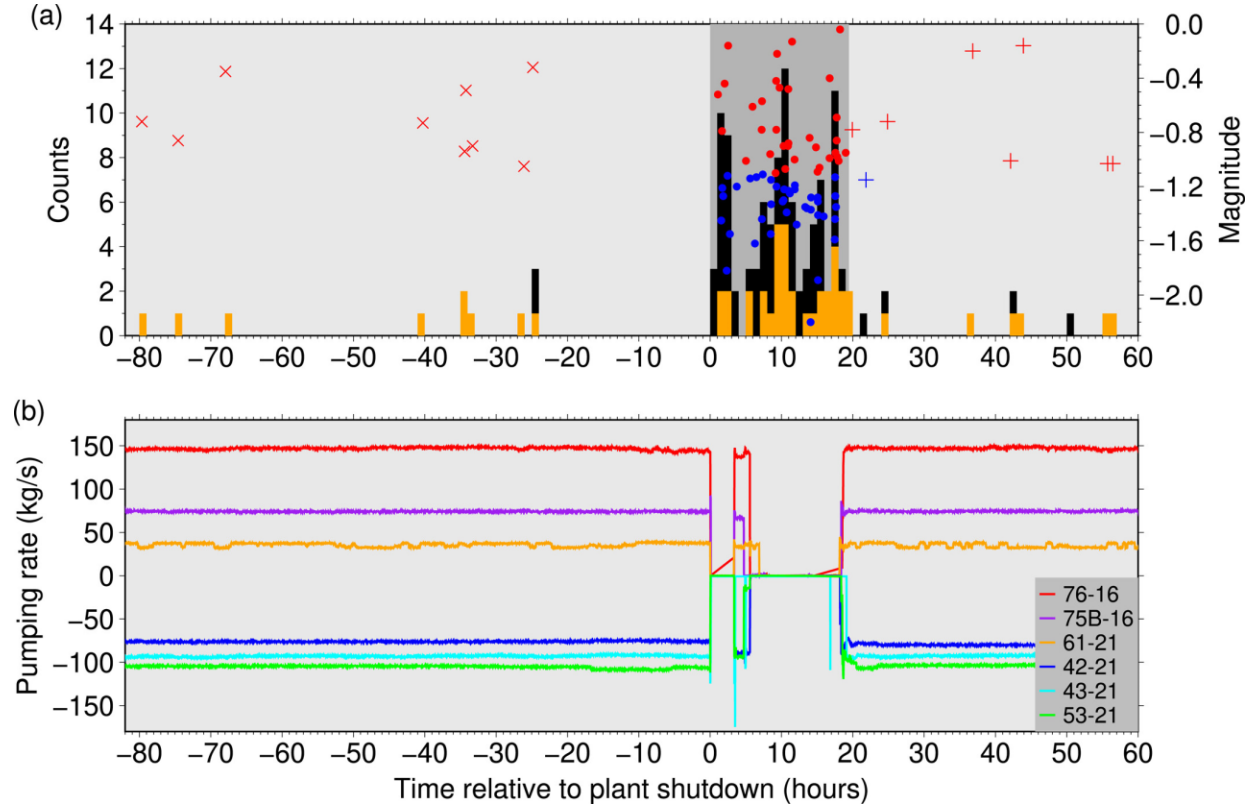 (a)
14
12
10
8
6
4
2
0
Counts
0.0
−0.4
−0.8
−1.2
−1.6
−2.0
Magnitude
−80 −70 −60 −50 −40 −30 −20 −10 0 10 20 30 40 50 60
(b)
150
100
50
0
−50
−100
−150
Pumping rate (kg/s)
76-16
75B-16
61-21
42-21
43-21
53-21
−80 −70 −60 −50 −40 −30 −20 −10 0 10 20 30 40 50 60
Time relative to plant shutdown (hours)